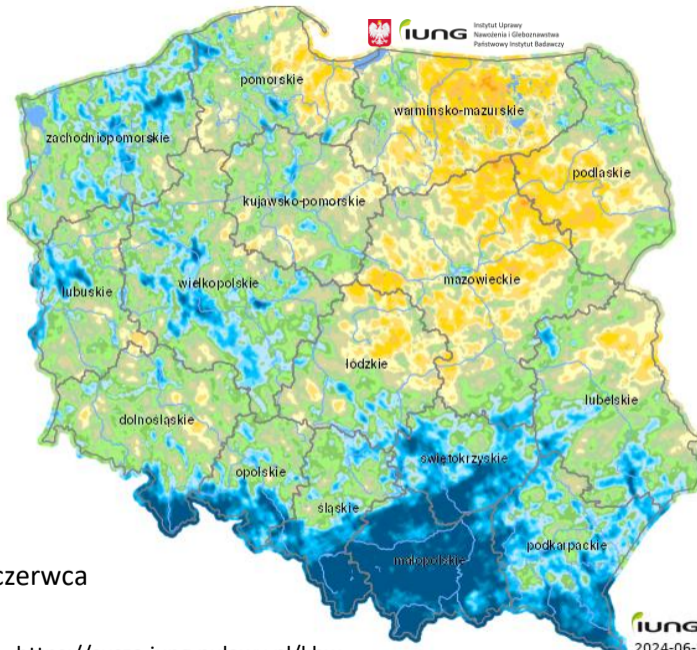 IUNG
Instytut Uprawy
Nawożenia i Gleboznawstwa
Państwowy Instytut Badawczy
pomorskie
warmińsko-mazurskie
zachodniopomorskie
podlaskie
kujawsko-pomorskie
mazowieckie
wielkopolskie
lubuskie
łódzkie
lubelskie
dolnośląskie
świętokrzyskie
opolskie
śląskie
podkarpackie
małopolskie
czerwca
IUNG
2024-06-